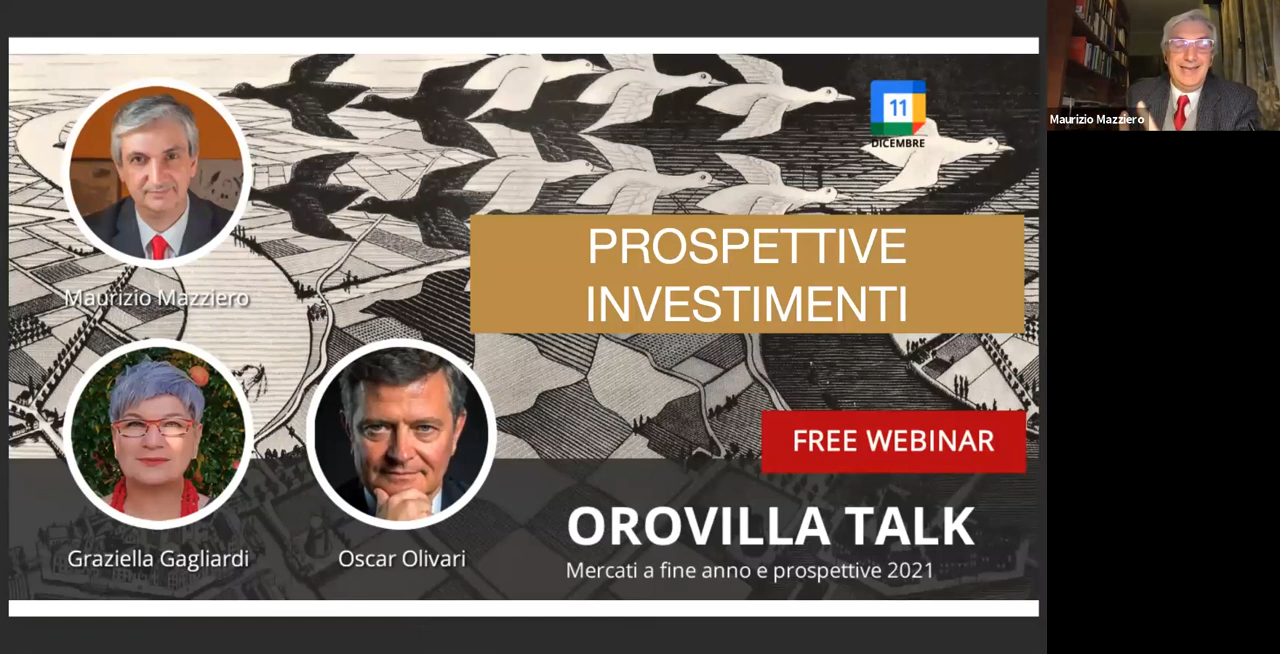 11
DICEMBRE
Maurizio Mazziero
PROSPETTIVE
INVESTIMENTI
Maurizio Mazziero
FREE WEBINAR
OROVILLA TALK
Mercati a fine anno e prospettive 2021
Graziella Gagliardi
Oscar Olivari